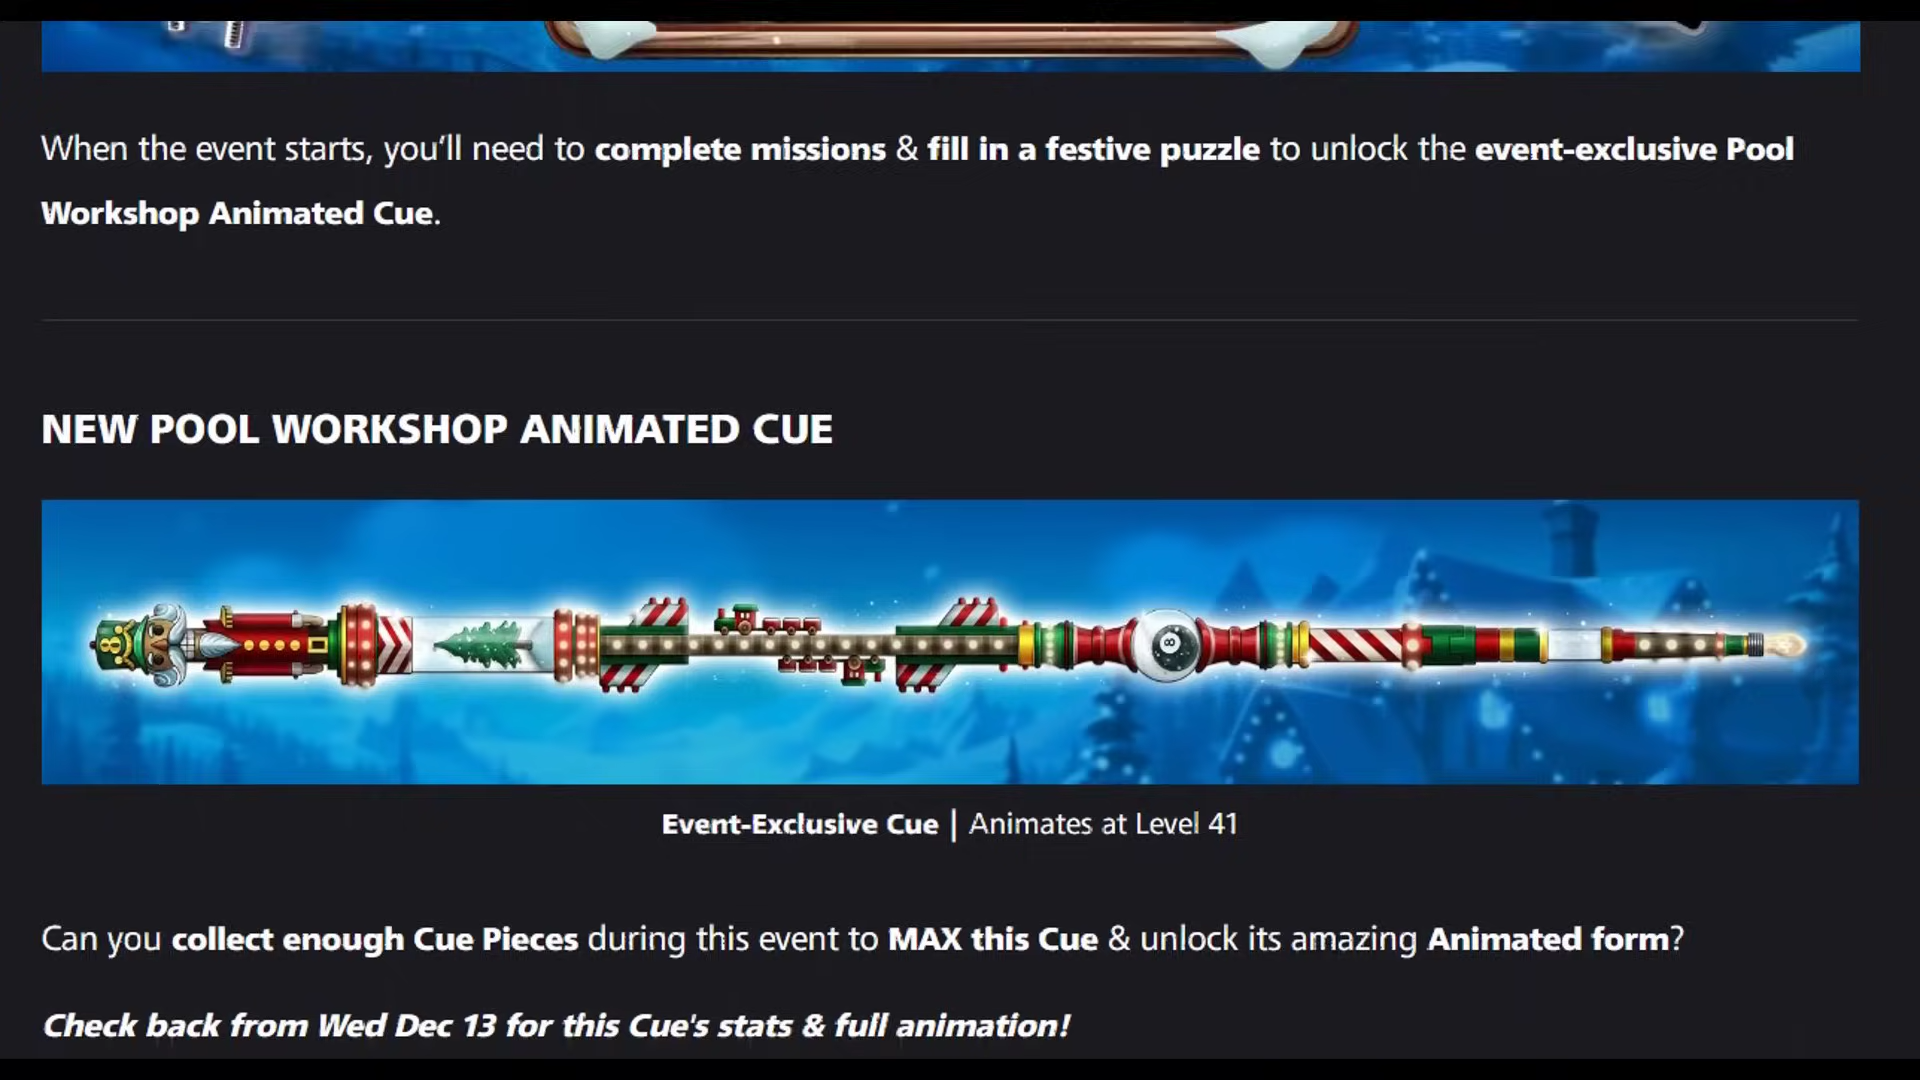 When the event starts, you’ll need to complete missions & fill in a festive puzzle to unlock the event-exclusive Pool
Workshop Animated Cue.
NEW POOL WORKSHOP ANIMATED CUE
8
8
Event-Exclusive Cue | Animates at Level 41
Can you collect enough Cue Pieces during this event to MAX this Cue & unlock its amazing Animated form?
Check back from Wed Dec 13 for this Cue's stats & full animation!